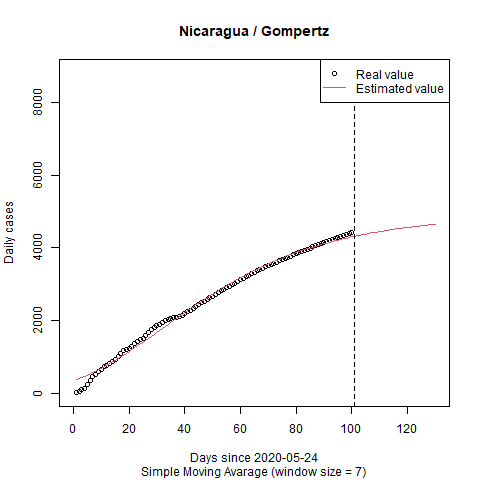 Nicaragua / Gompertz
Real value
Estimated value
8000
6000
4000
2000
0
Daily cases
0 20 40 60 80 100 120
Days since 2020-05-24
Simple Moving Avarage (window size = 7)